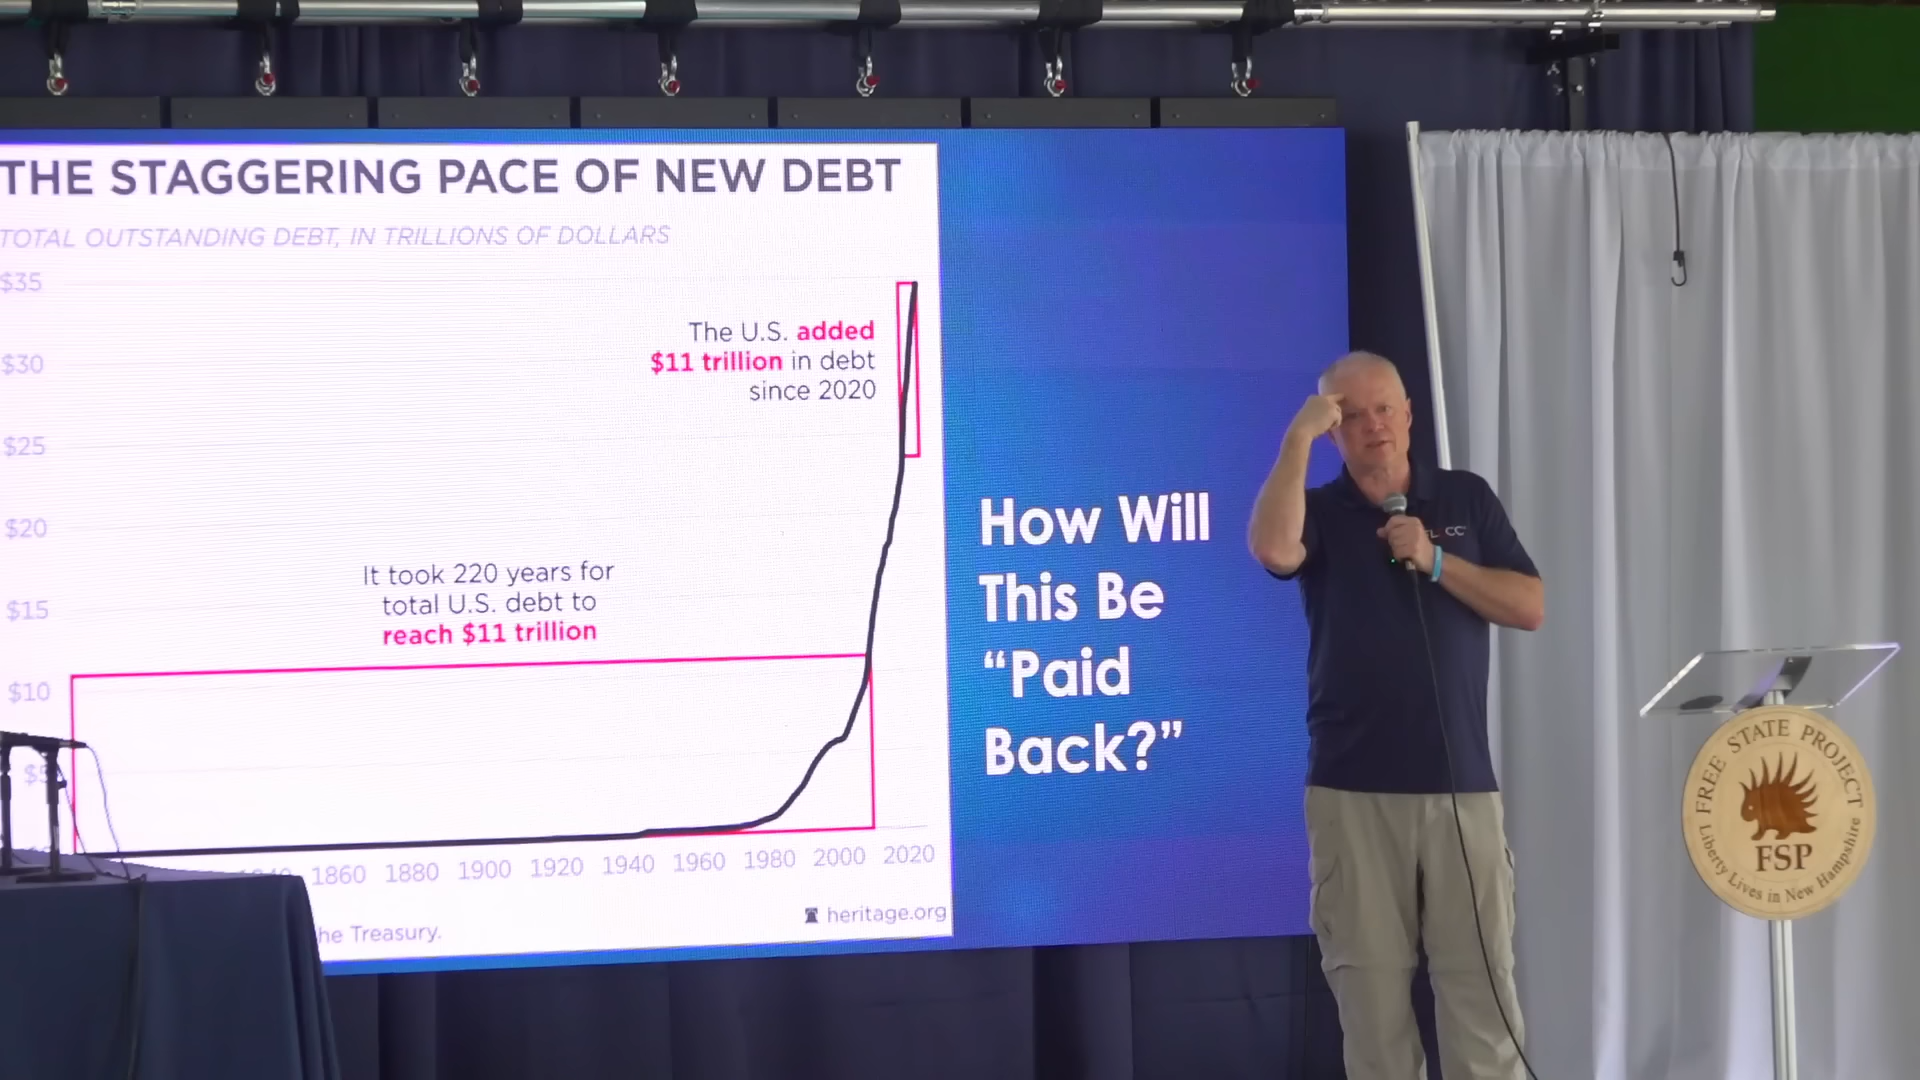 THE STAGGERING PACE OF NEW DEBT
TOTAL OUTSTANDING DEBT, IN TRILLIONS OF DOLLARS
$35
$30
$25
$20
$15
$10
The U.S. added
$11 trillion in debt
since 2020
It took 220 years for
total U.S. debt to
reach $11 trillion
1860 1880 1900 1920 1940 1960 1980 2000 2020
heritage.org
he Treasury.
How Will
This Be
“Paid
Back?”
CC
FREE STATE PROJECT
FSP
Liberty Lives in New Hampshire